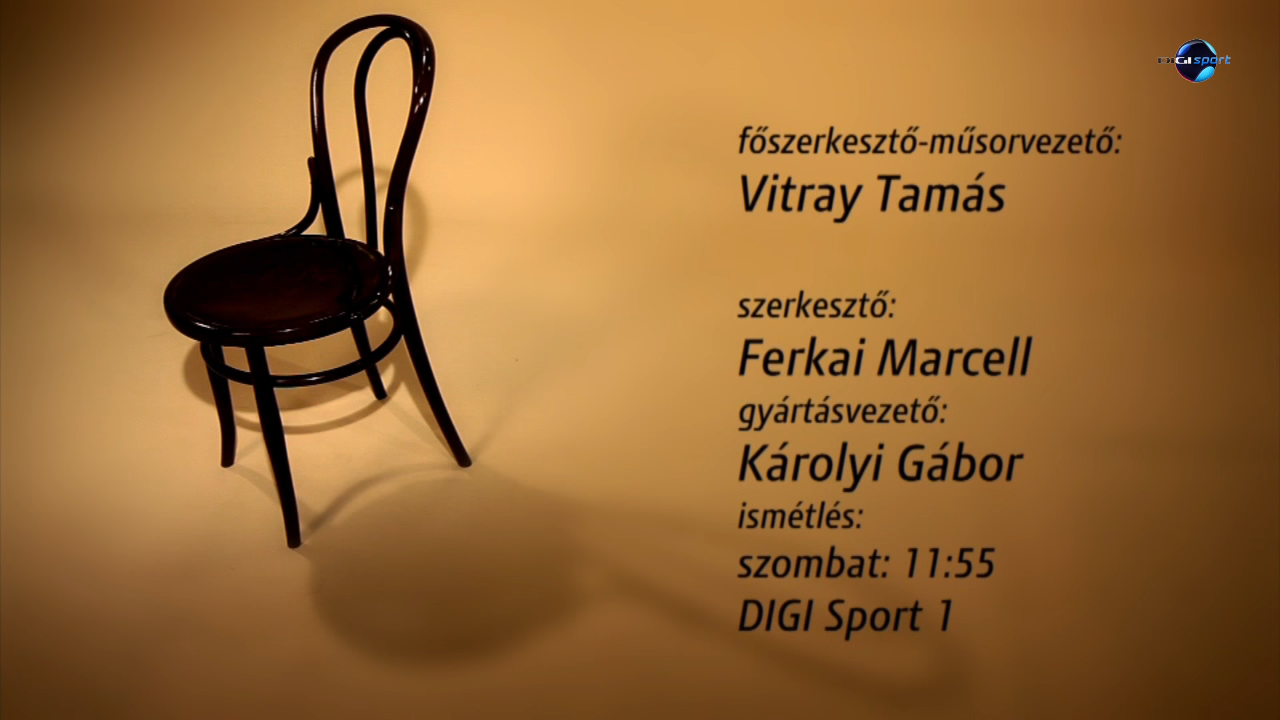 DIGI sport
főszerkesztő-műsorvezető:
Vitray Tamás
szerkesztő:
Ferkai Marcell
gyártásvezető:
Károlyi Gábor
ismétlés:
szombat: 11:55
DIGI Sport 1